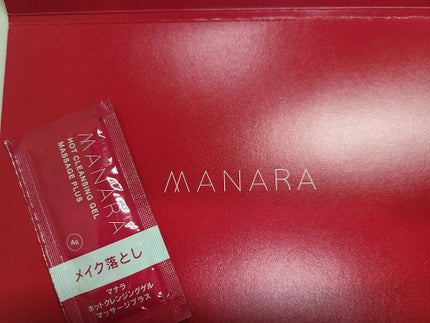 MANARA
MANARA
HOT CLEANSING GEL
MASSAGE PLUS
4g
メイク落とし
マナラ
ホットクレンジングゲル
マッサージプラス